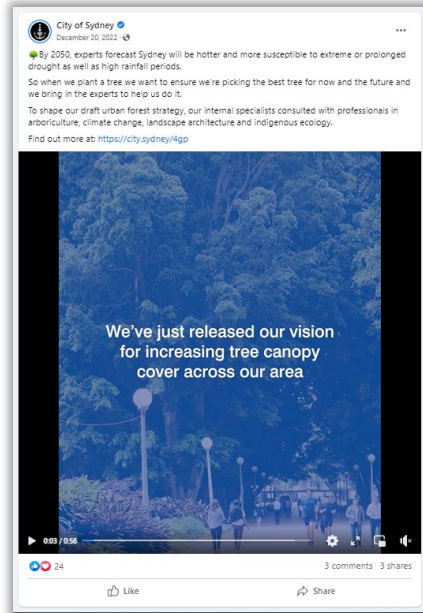 City of Sydney
December 20, 2022 ·
By 2050, experts forecast Sydney will be hotter and more susceptible to extreme or prolonged
drought as well as high rainfall periods.
So when we plant a tree we want to ensure we're picking the best tree for now and the future and
we bring in the experts to help us do it.
To shape our draft urban forest strategy, our internal specialists consulted with professionals in
arboriculture, climate change, landscape architecture and indigenous ecology.
Find out more at: https://city.sydney/4gp
We've just released our vision
for increasing tree canopy
cover across our area
0:03 / 0:56
24
3 comments 3 shares
Like
Share